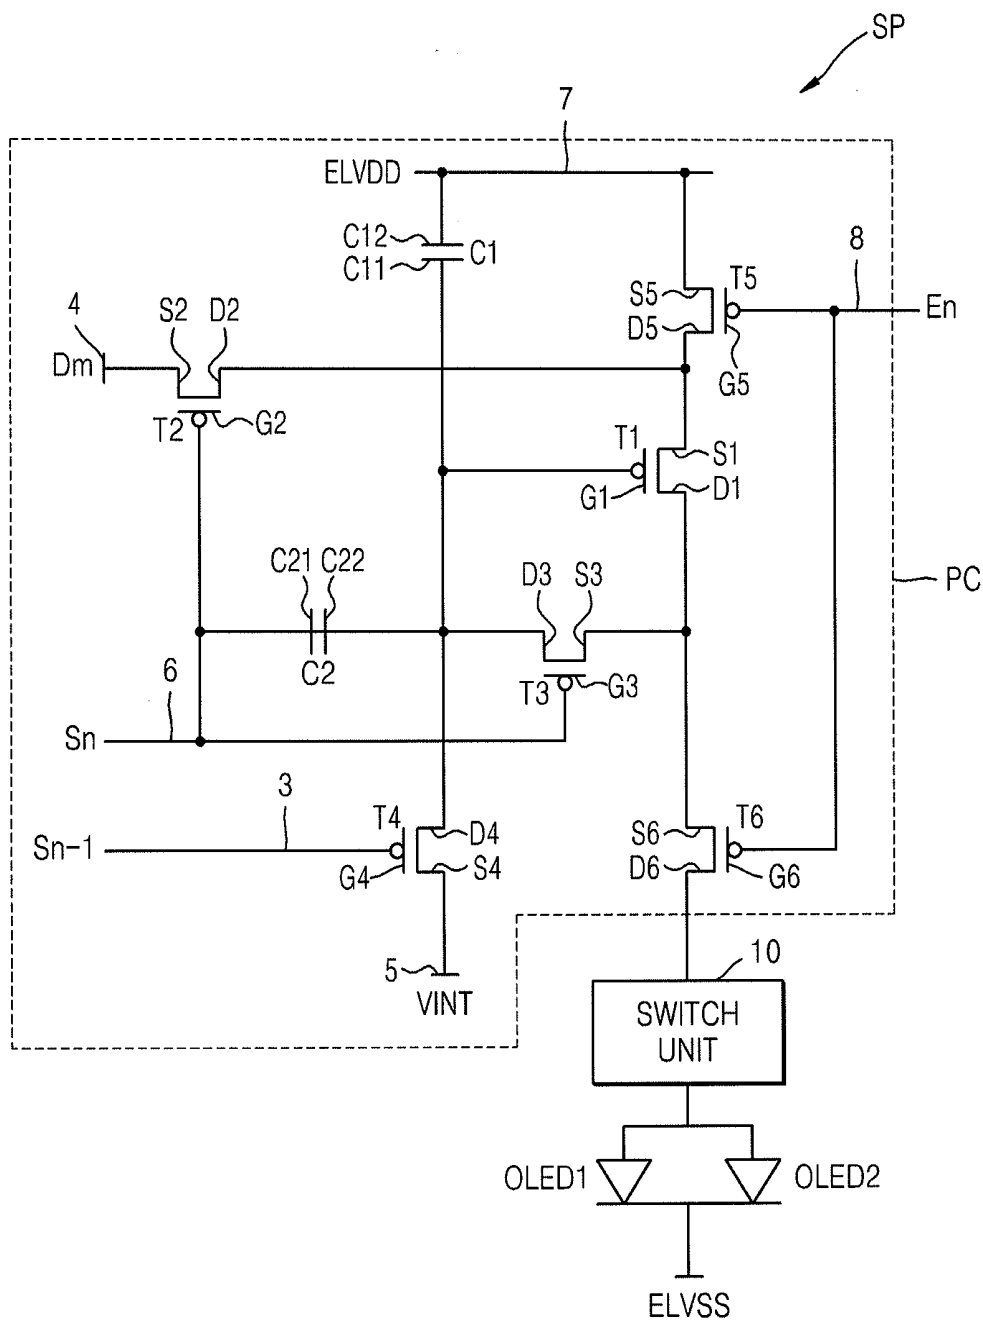 SP
7
ELVDD
C12
C11
C1
8
T5
S5
D5
G5
En
4
S2
D2
Dm
T2
G2
T1
S1
G1
D1
C21
C22
D3
S3
PC
C2
T3
G3
6
Sn
3
T4
D4
Sn-1
G4
S4
S6
T6
D6
G6
5
VINT
10
SWITCH
UNIT
OLED1
OLED2
ELVSS